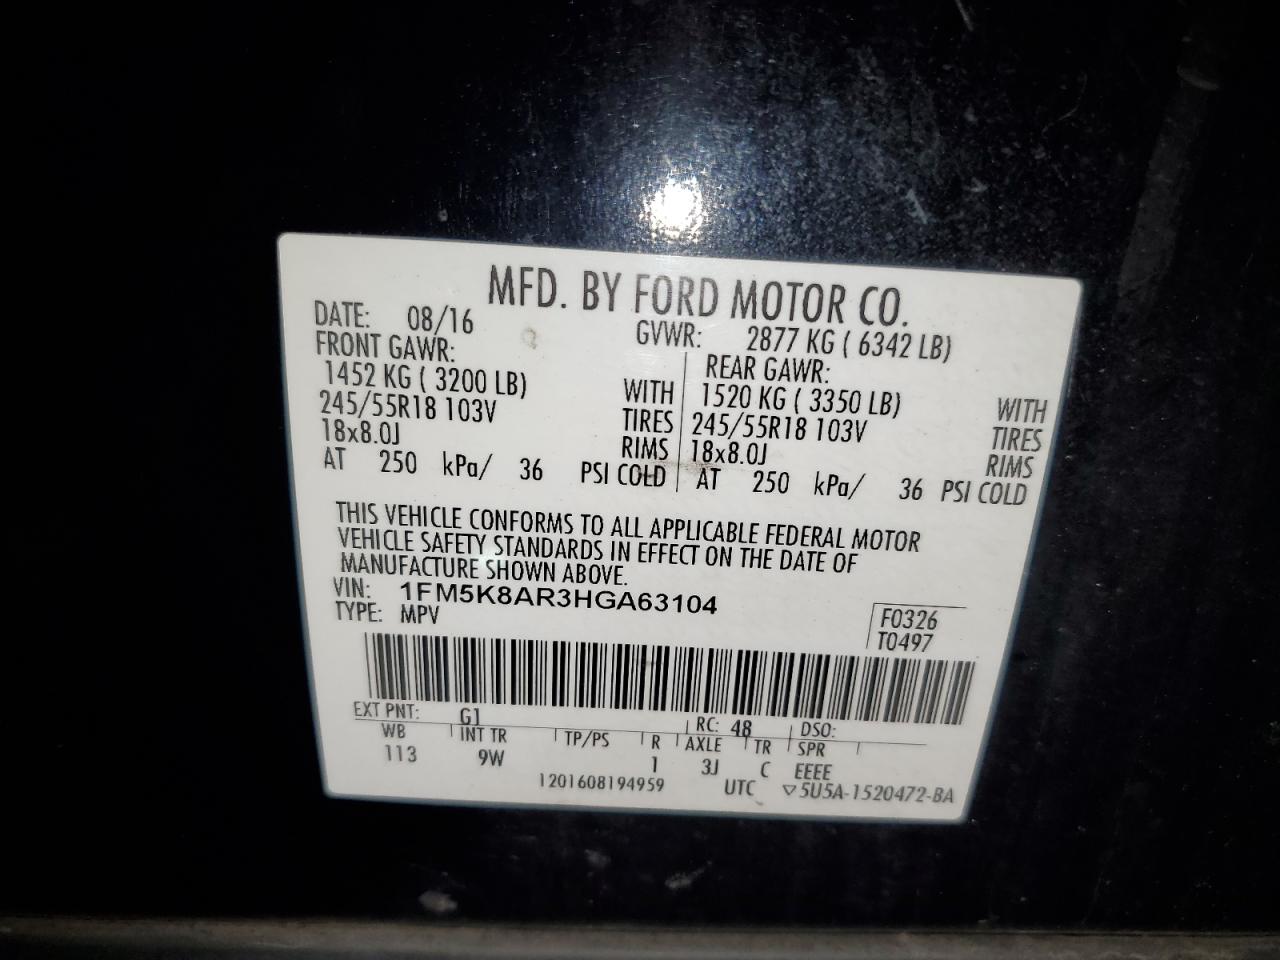 MFD. BY FORD MOTOR CO.
DATE: 08/16 GVWR: 2877 KG ( 6342 LB)
FRONT GAWR: REAR GAWR:
1452 KG ( 3200 LB) WITH 1520 KG ( 3350 LB) WITH
245/55R18 103V TIRES 245/55R18 103V TIRES
18x8.0J RIMS 18x8.0J RIMS
AT 250 kPa/ 36 PSI COLD AT 250 kPa/ 36 PSI COLD
THIS VEHICLE CONFORMS TO ALL APPLICABLE FEDERAL MOTOR
VEHICLE SAFETY STANDARDS IN EFFECT ON THE DATE OF
MANUFACTURE SHOWN ABOVE.
VIN: 1FM5K8AR3HGA63104
TYPE: MPV
F0326
T0497
EXT PNT: G1 RC: 48 DSO:
WB INT TR TP/PS R AXLE TR SPR
113 9W 1 3J C EEEE
1201608194959 UTC ▽5U5A-1520472-BA